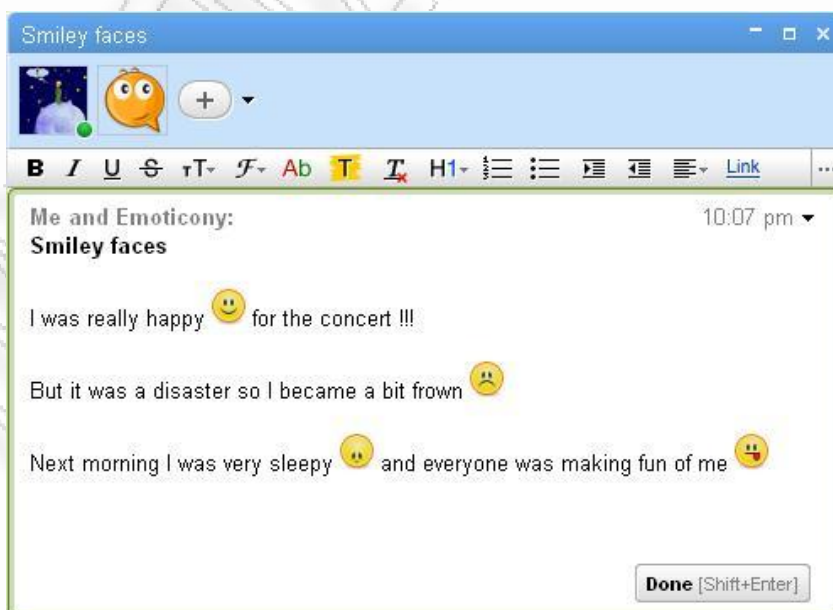 Smiley faces
B I U S тT F Ab T T H1 Link ...
Me and Emoticony: 10:07 pm
Smiley faces
I was really happy for the concert !!!
But it was a disaster so I became a bit frown
Next morning I was very sleepy and everyone was making fun of me
Done [Shift+Enter]